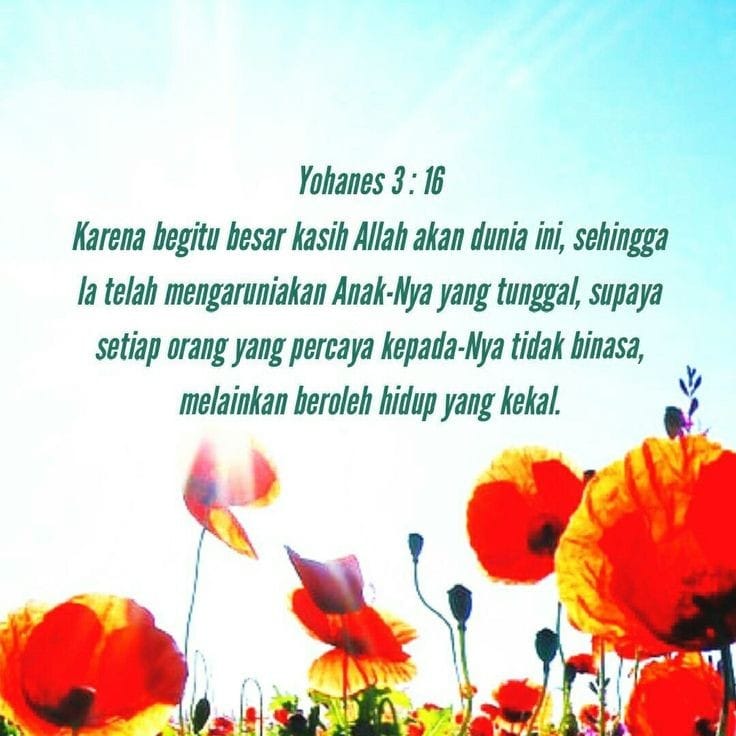 Yohanes 3 : 16
Karena begitu besar kasih Allah akan dunia ini, sehingga
Ia telah mengaruniakan Anak-Nya yang tunggal, supaya
setiap orang yang percaya kepada-Nya tidak binasa,
melainkan beroleh hidup yang kekal.